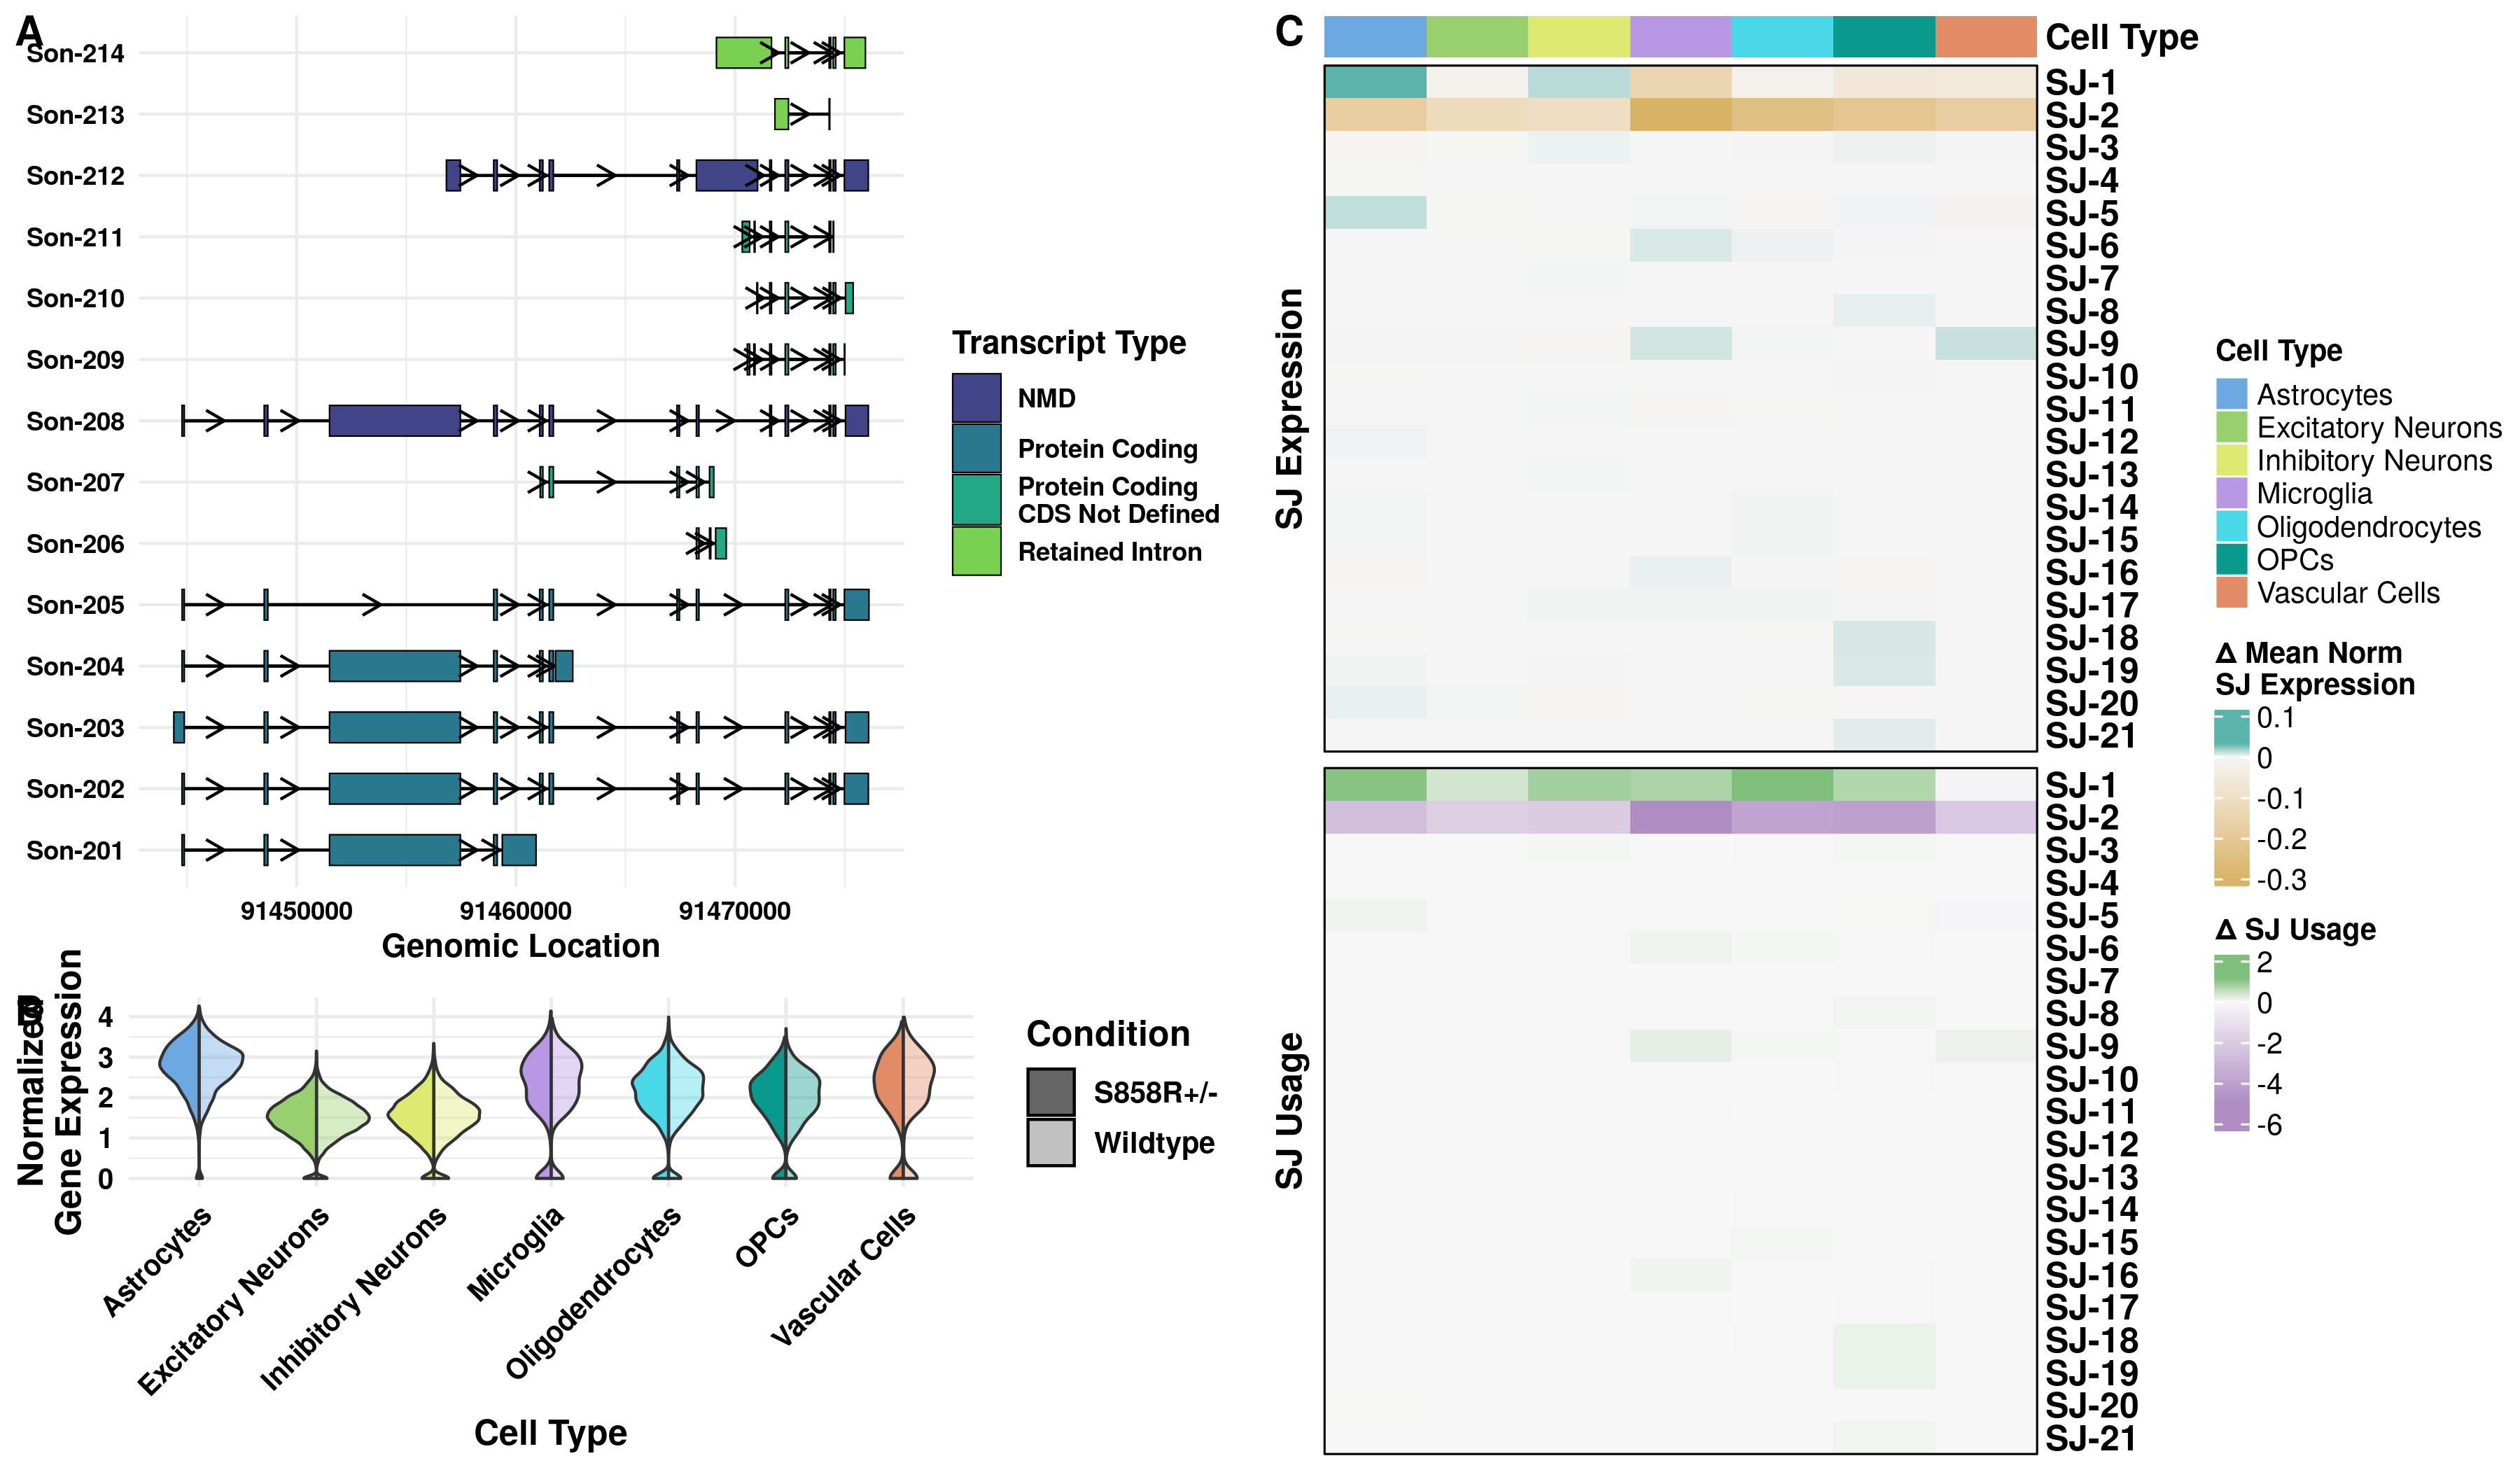 A
Son-214
Son-213
Son-212
Son-211
Son-210
Son-209
Son-208
Son-207
Son-206
Son-205
Son-204
Son-203
Son-202
Son-201
91450000 91460000 91470000
Genomic Location
Transcript Type
NMD
Protein Coding
Protein Coding
CDS Not Defined
Retained Intron
B
Normalized
Gene Expression
4
3
2
1
0
Astrocytes
Excitatory Neurons
Inhibitory Neurons
Microglia
Oligodendrocytes
OPCs
Vascular Cells
Cell Type
Condition
S858R+/-
Wildtype
C
Cell Type
SJ Expression
SJ-1
SJ-2
SJ-3
SJ-4
SJ-5
SJ-6
SJ-7
SJ-8
SJ-9
SJ-10
SJ-11
SJ-12
SJ-13
SJ-14
SJ-15
SJ-16
SJ-17
SJ-18
SJ-19
SJ-20
SJ-21
SJ Usage
SJ-1
SJ-2
SJ-3
SJ-4
SJ-5
SJ-6
SJ-7
SJ-8
SJ-9
SJ-10
SJ-11
SJ-12
SJ-13
SJ-14
SJ-15
SJ-16
SJ-17
SJ-18
SJ-19
SJ-20
SJ-21
Cell Type
Astrocytes
Excitatory Neurons
Inhibitory Neurons
Microglia
Oligodendrocytes
OPCs
Vascular Cells
Δ Mean Norm
SJ Expression
0.1
0
-0.1
-0.2
-0.3
Δ SJ Usage
2
0
-2
-4
-6